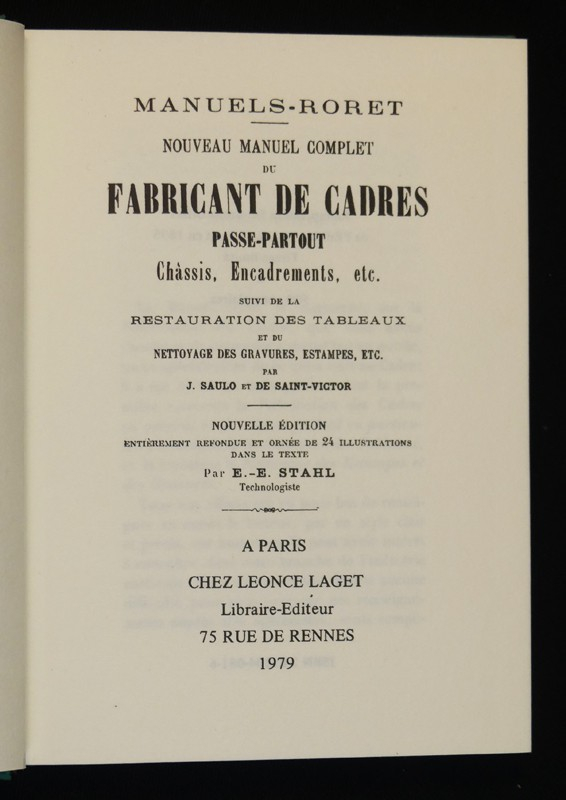 MANUELS-RORET
NOUVEAU MANUEL COMPLET
DU
FABRICANT DE CADRES
PASSE-PARTOUT
Châssis, Encadrements, etc.
SUIVI DE LA
RESTAURATION DES TABLEAUX
ET DU
NETTOYAGE DES GRAVURES, ESTAMPES, ETC.
PAR
J. SAULO ET DE SAINT-VICTOR
NOUVELLE ÉDITION
ENTIÈREMENT REFONDUE ET ORNÉE DE 24 ILLUSTRATIONS
DANS LE TEXTE
Par E.-E. STAHL
Technologiste
A PARIS
CHEZ LEONCE LAGET
Libraire-Editeur
75 RUE DE RENNES
1979